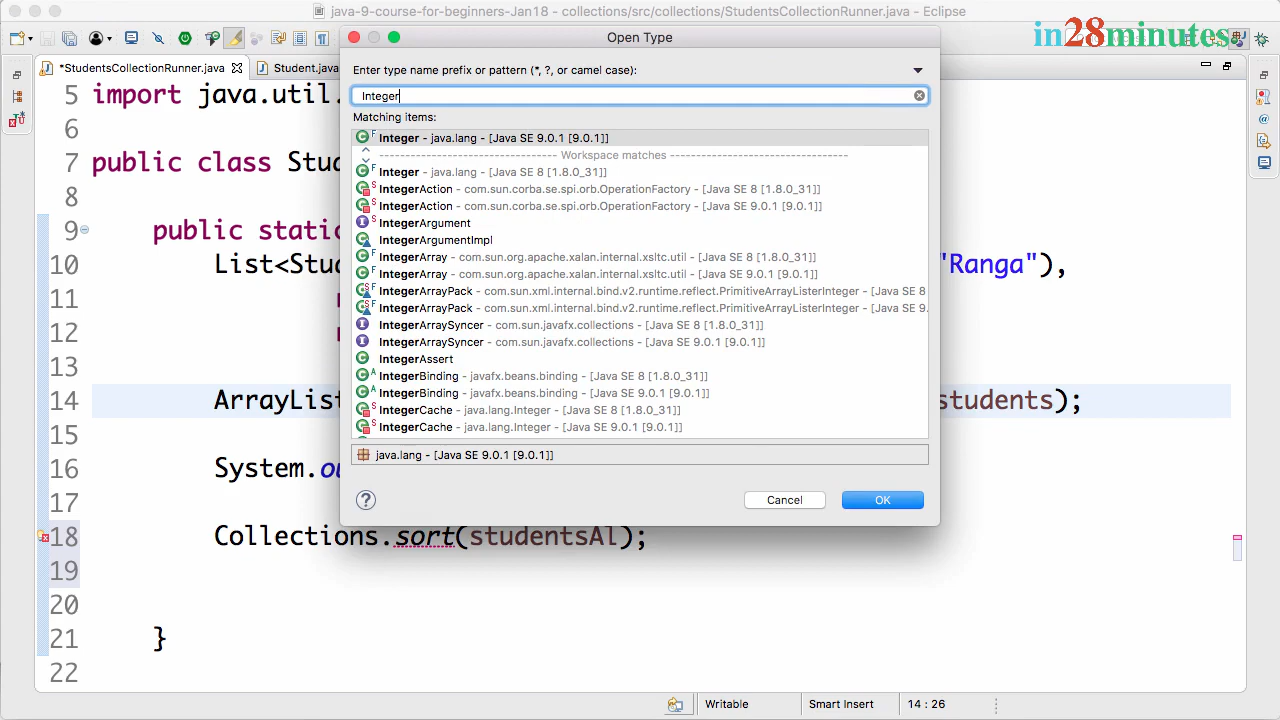 java-9-course-for-beginners-Jan18 - collections/src/collections/StudentsCollectionRunner.java - Eclipse
in28minutes
Open Type
*StudentsCollectionRunner.java
Student.java
Enter type name prefix or pattern (*, ?, or camel case):
Integer
Matching items:
Integer - java.lang - [Java SE 9.0.1 [9.0.1]]
Workspace matches
Integer - java.lang - [Java SE 8 [1.8.0_31]]
IntegerAction - com.sun.corba.se.spi.orb.OperationFactory - [Java SE 8 [1.8.0_31]]
IntegerAction - com.sun.corba.se.spi.orb.OperationFactory - [Java SE 9.0.1 [9.0.1]]
IntegerArgument
IntegerArgumentImpl
IntegerArray - com.sun.org.apache.xalan.internal.xsltc.util - [Java SE 8 [1.8.0_31]]
IntegerArray - com.sun.org.apache.xalan.internal.xsltc.util - [Java SE 9.0.1 [9.0.1]]
IntegerArrayPack - com.sun.xml.internal.bind.v2.runtime.reflect.PrimitiveArrayListerInteger - [Java SE 8
IntegerArrayPack - com.sun.xml.internal.bind.v2.runtime.reflect.PrimitiveArrayListerInteger - [Java SE 9.
IntegerArraySyncer - com.sun.javafx.collections - [Java SE 8 [1.8.0_31]]
IntegerArraySyncer - com.sun.javafx.collections - [Java SE 9.0.1 [9.0.1]]
IntegerAssert
IntegerBinding - javafx.beans.binding - [Java SE 8 [1.8.0_31]]
IntegerBinding - javafx.beans.binding - [Java SE 9.0.1 [9.0.1]]
IntegerCache - java.lang.Integer - [Java SE 8 [1.8.0_31]]
IntegerCache - java.lang.Integer - [Java SE 9.0.1 [9.0.1]]
java.lang - [Java SE 9.0.1 [9.0.1]]
Cancel
OK
5 import java.util.
6
7 public class Stu
8
9 public static
10 List<Stu "Ranga"),
11
12
13
14 ArrayList students);
15
16 System.ou
17
18 Collections.sort(studentsAl);
19
20
21 }
22
Writable
Smart Insert
14 : 26